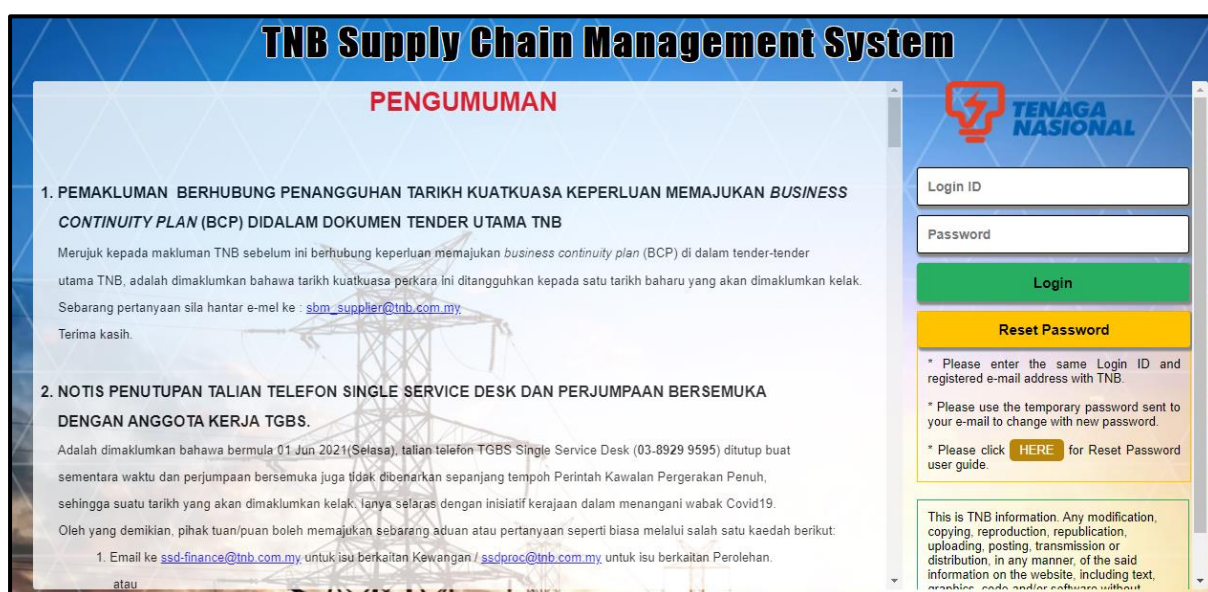 TNB Supply Chain Management System
PENGUMUMAN
1. PEMAKLUMAN BERHUBUNG PENANGGUHAN TARIKH KUATKUASA KEPERLUAN MEMAJUKAN BUSINESS
CONTINUITY PLAN (BCP) DIDALAM DOKUMEN TENDER UTAMA TNB
Merujuk kepada makluman TNB sebelum ini berhubung keperluan memajukan business continuity plan (BCP) di dalam tender-tender
utama TNB, adalah dimaklumkan bahawa tarikh kuatkuasa perkara ini ditangguhkan kepada satu tarikh baharu yang akan dimaklumkan kelak.
Sebarang pertanyaan sila hantar e-mel ke : sbm_supplier@tnb.com.my
Terima kasih.
2. NOTIS PENUTUPAN TALIAN TELEFON SINGLE SERVICE DESK DAN PERJUMPAAN BERSEMUKA
DENGAN ANGGOTA KERJA TGBS.
Adalah dimaklumkan bahawa bermula 01 Jun 2021(Selasa), talian telefon TGBS Single Service Desk (03-8929 9595) ditutup buat
sementara waktu dan perjumpaan bersemuka juga tidak dibenarkan sepanjang tempoh Perintah Kawalan Pergerakan Penuh,
sehingga suatu tarikh yang akan dimaklumkan kelak. Ianya selaras dengan inisiatif kerajaan dalam menangani wabak Covid19.
Oleh yang demikian, pihak tuan/puan boleh memajukan sebarang aduan atau pertanyaan seperti biasa melalui salah satu kaedah berikut:
1. Email ke ssd-finance@tnb.com.my untuk isu berkaitan Kewangan / ssdproc@tnb.com.my untuk isu berkaitan Perolehan.
atau
TENAGA
NASIONAL
Login ID
Password
Login
Reset Password
* Please enter the same Login ID and
registered e-mail address with TNB.
* Please use the temporary password sent to
your e-mail to change with new password.
* Please click HERE for Reset Password
user guide.
This is TNB information. Any modification,
copying, reproduction, republication,
uploading, posting, transmission or
distribution, in any manner, of the said
information on the website, including text,
graphics, code and/or software without